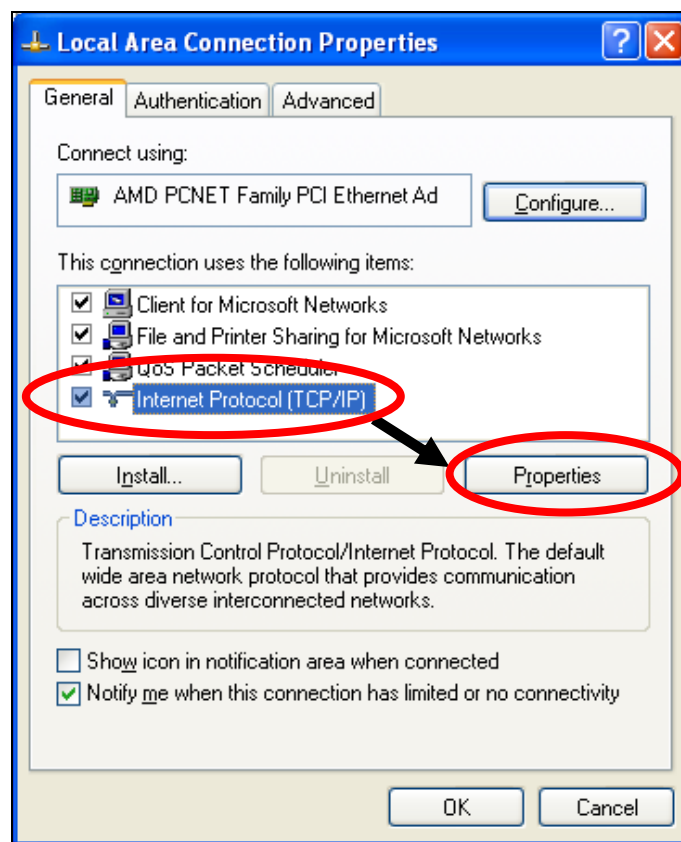 Local Area Connection Properties
General Authentication Advanced
Connect using:
AMD PCNET Family PCI Ethernet Ad
Configure...
This connection uses the following items:
Client for Microsoft Networks
File and Printer Sharing for Microsoft Networks
QoS Packet Scheduler
Internet Protocol (TCP/IP)
Install... Uninstall Properties
Description
Transmission Control Protocol/Internet Protocol. The default
wide area network protocol that provides communication
across diverse interconnected networks.
Show icon in notification area when connected
Notify me when this connection has limited or no connectivity
OK Cancel